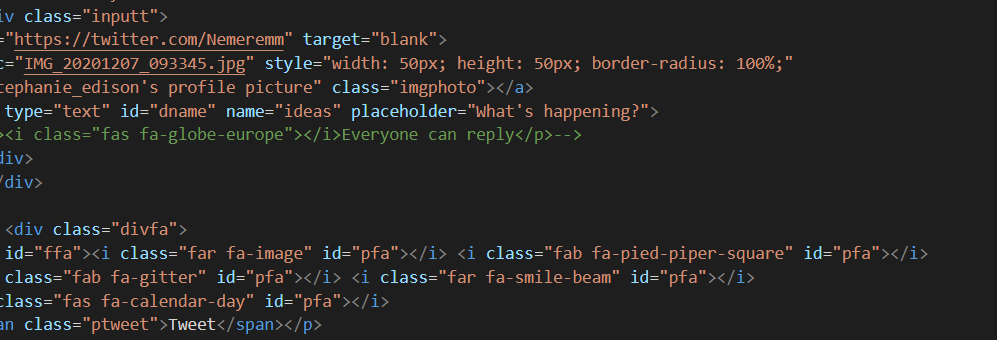 iv class="inputt">
="https://twitter.com/Nemeremm" target="blank">
c="IMG_20201207_093345.jpg" style="width: 50px; height: 50px; border-radius: 100%;"
tephanie_edison's profile picture" class="imgphoto"></a>
type="text" id="dname" name="ideas" placeholder="What's happening?">
><i class="fas fa-globe-europe"></i>Everyone can reply</p>-->
div>
/div>
<div class="divfa">
id="ffa"><i class="far fa-image" id="pfa"></i> <i class="fab fa-pied-piper-square" id="pfa"></i>
class="fab fa-gitter" id="pfa"></i> <i class="far fa-smile-beam" id="pfa"></i>
class="fas fa-calendar-day" id="pfa"></i>
an class="ptweet">Tweet</span></p>